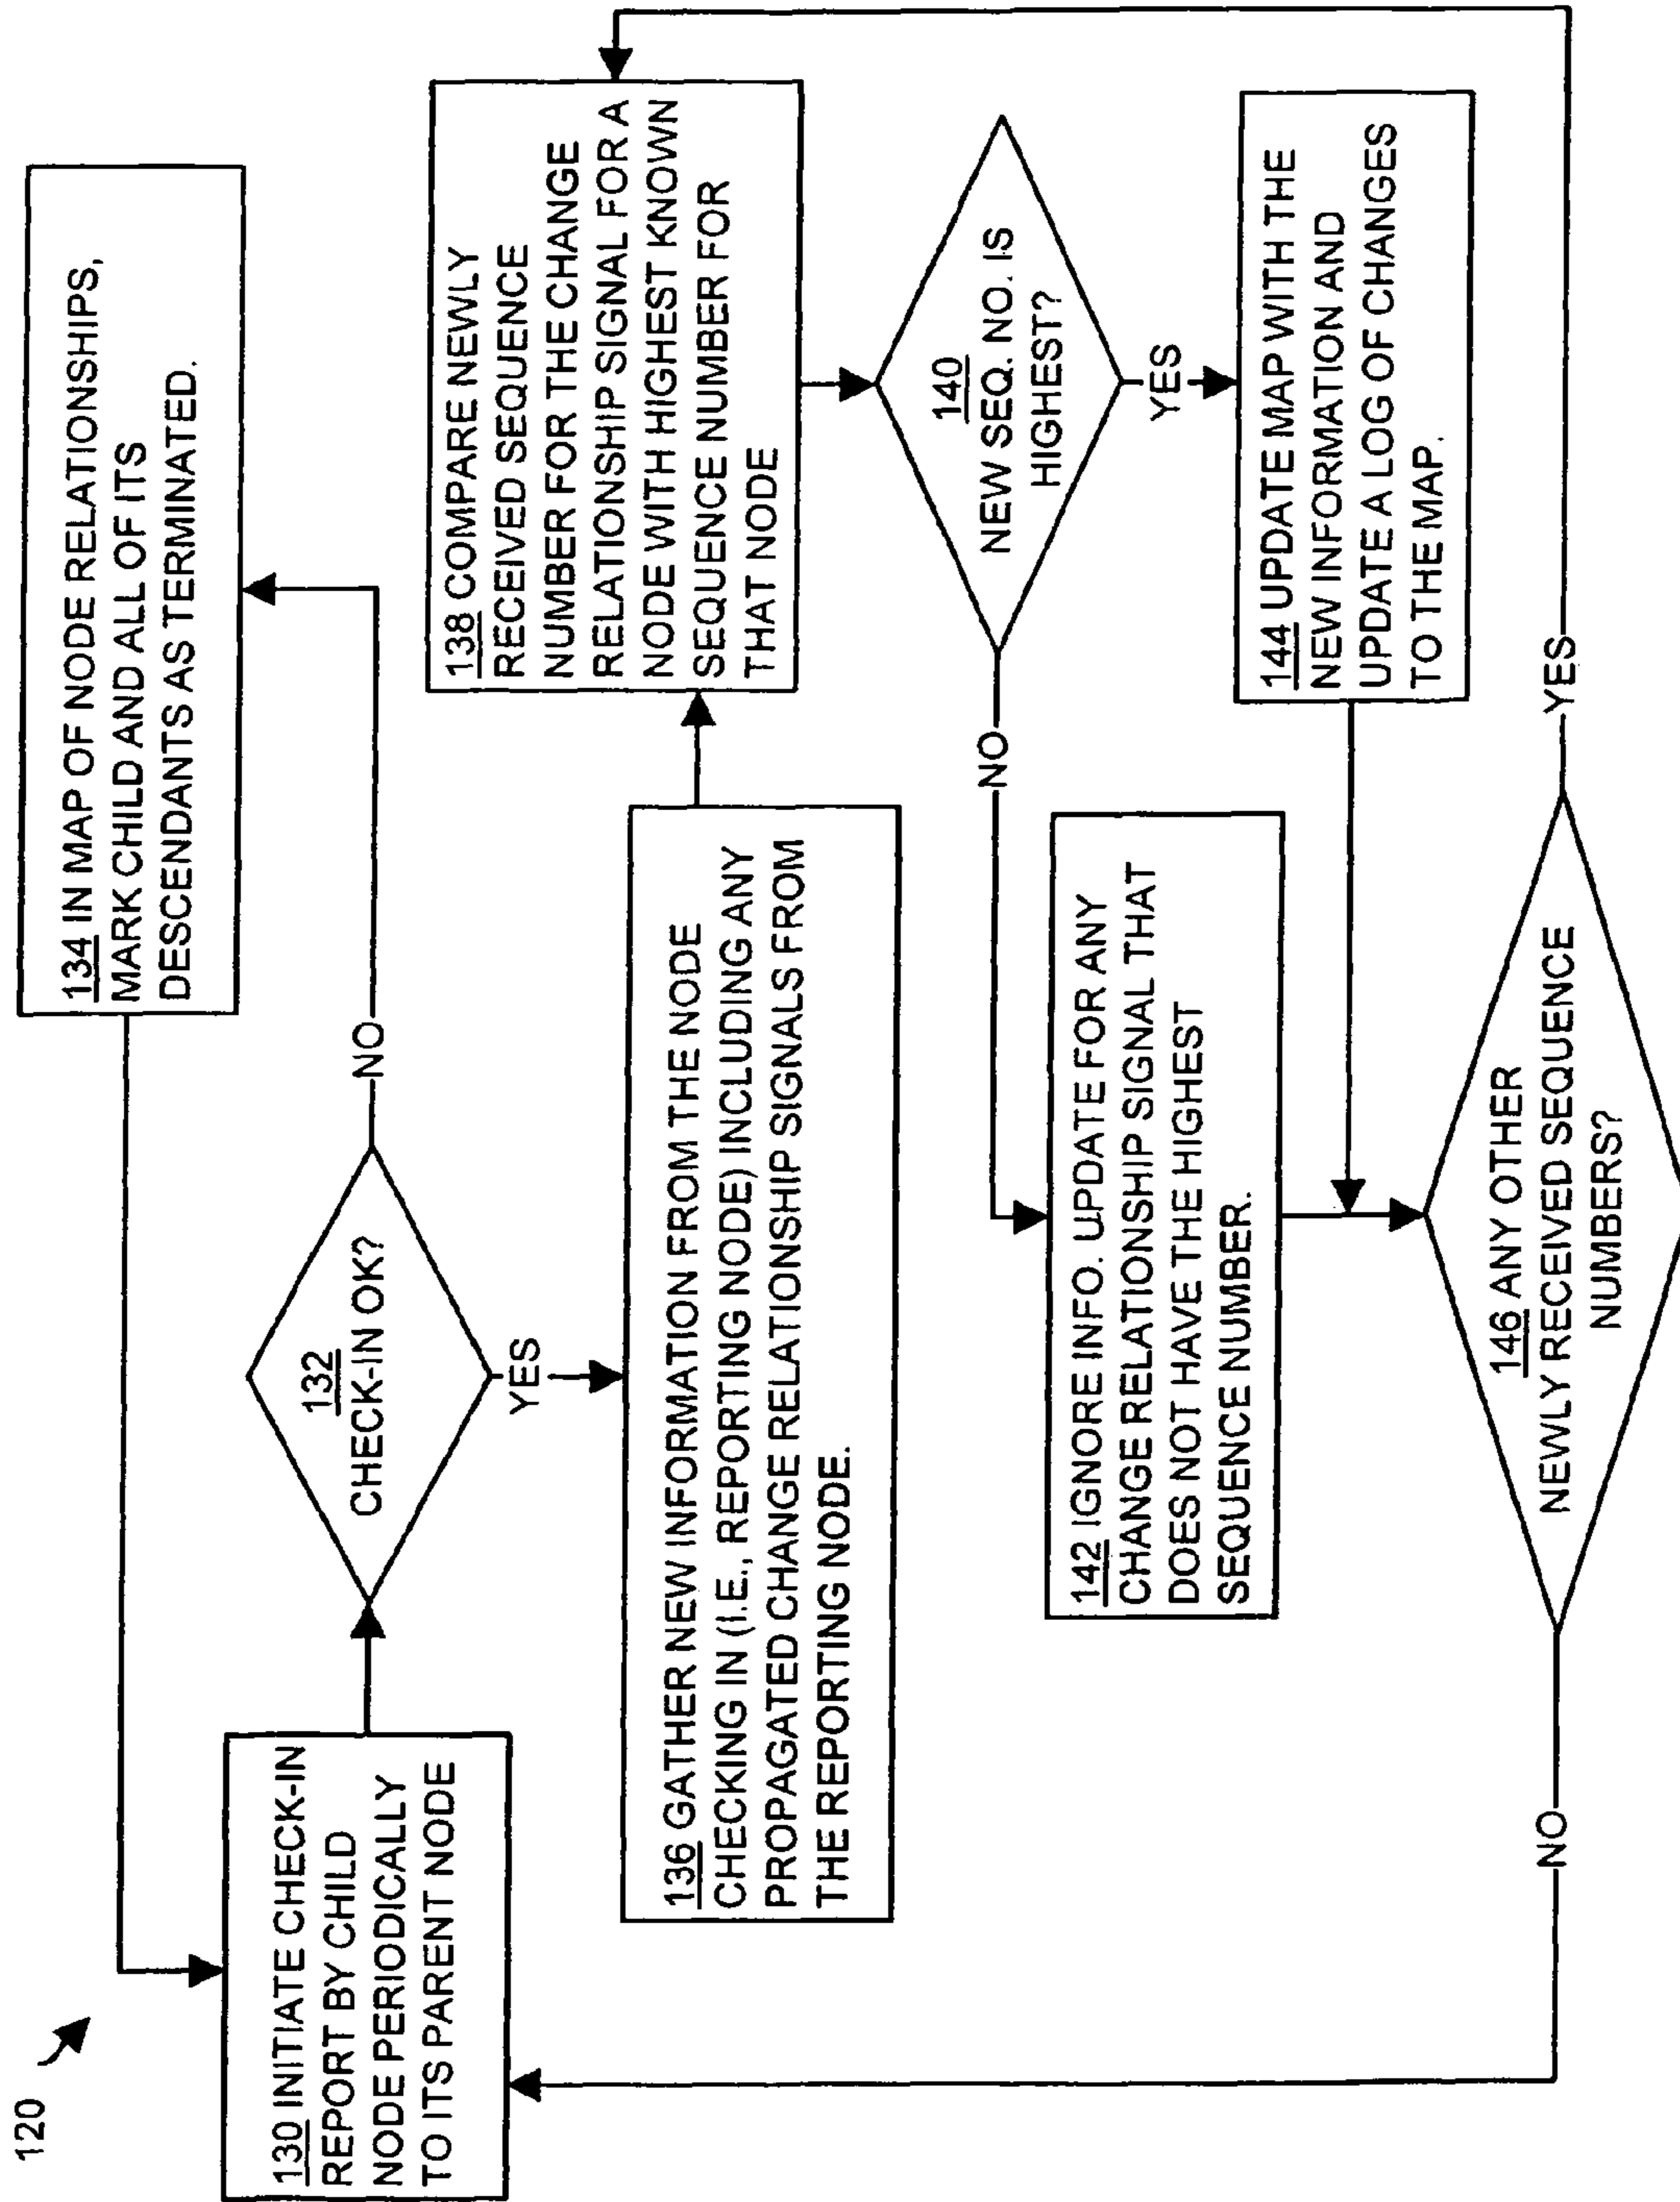 120
130 INITIATE CHECK-IN
REPORT BY CHILD
NODE PERIODICALLY
TO ITS PARENT NODE
132
CHECK-IN OK?
NO
YES
134 IN MAP OF NODE RELATIONSHIPS,
MARK CHILD AND ALL OF ITS
DESCENDANTS AS TERMINATED.
136 GATHER NEW INFORMATION FROM THE NODE
CHECKING IN (I.E., REPORTING NODE) INCLUDING ANY
PROPAGATED CHANGE RELATIONSHIP SIGNALS FROM
THE REPORTING NODE.
138 COMPARE NEWLY
RECEIVED SEQUENCE
NUMBER FOR THE CHANGE
RELATIONSHIP SIGNAL FOR A
NODE WITH HIGHEST KNOWN
SEQUENCE NUMBER FOR
THAT NODE
140
NEW SEQ. NO. IS
HIGHEST?
NO
YES
142 IGNORE INFO. UPDATE FOR ANY
CHANGE RELATIONSHIP SIGNAL THAT
DOES NOT HAVE THE HIGHEST
SEQUENCE NUMBER.
144 UPDATE MAP WITH THE
NEW INFORMATION AND
UPDATE A LOG OF CHANGES
TO THE MAP.
146 ANY OTHER
NEWLY RECEIVED SEQUENCE
NUMBERS?
NO
YES